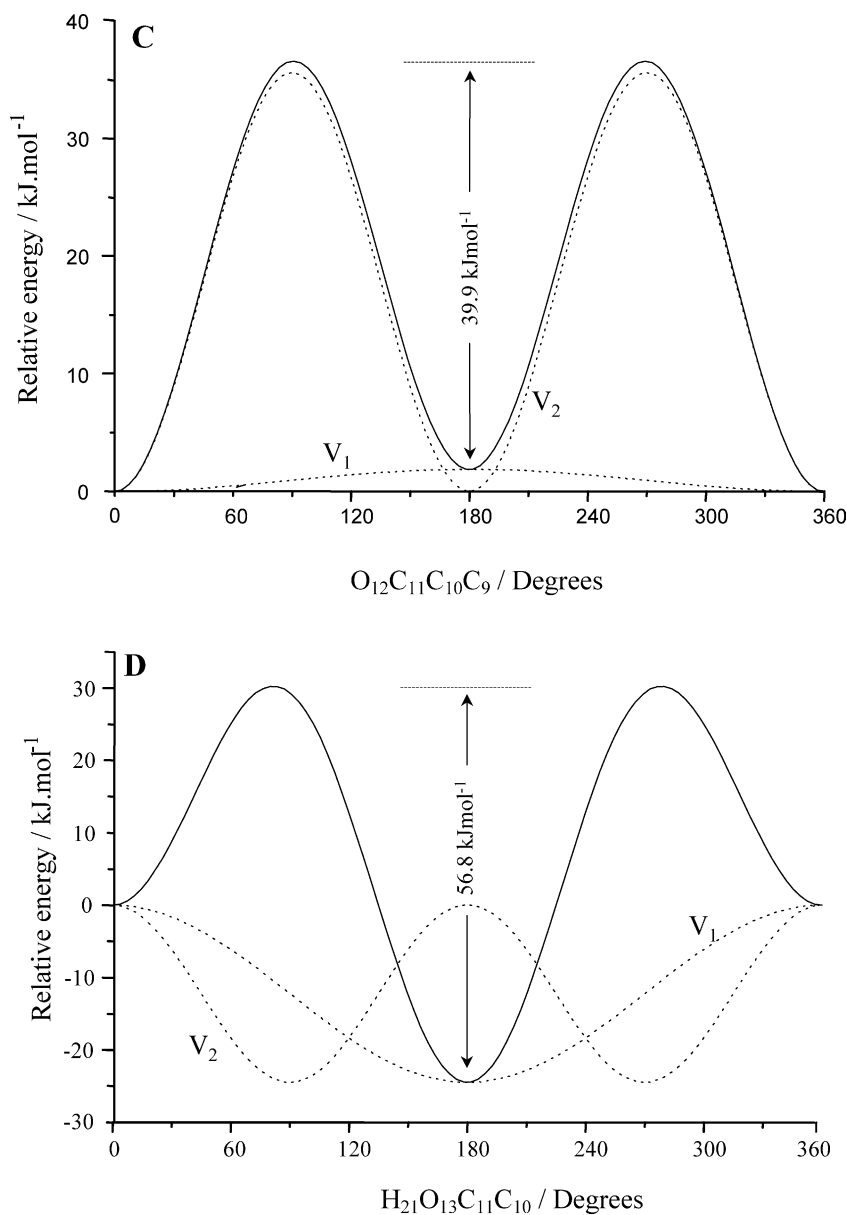 C
40
30
20
10
0
Relative energy / kJ.mol⁻¹
39.9 kJmol⁻¹
V₁
V₂
0 60 120 180 240 300 360
O₁₂C₁₁C₁₀C₉ / Degrees
D
30
20
10
0
-10
-20
-30
Relative energy / kJ.mol⁻¹
56.8 kJmol⁻¹
V₁
V₂
0 60 120 180 240 300 360
H₂₁O₁₃C₁₁C₁₀ / Degrees